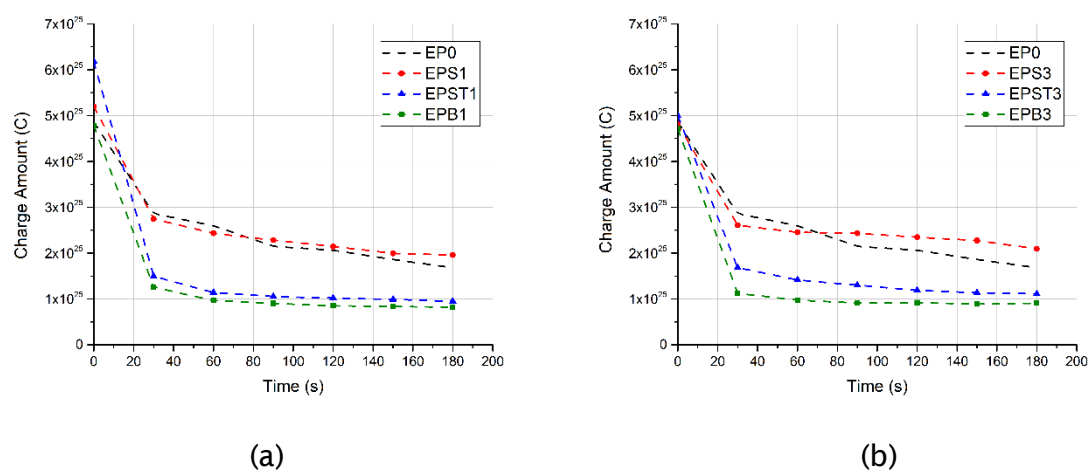 7x10²⁵
6x10²⁵
5x10²⁵
4x10²⁵
3x10²⁵
2x10²⁵
1x10²⁵
0
Charge Amount (C)
EP0
EPS1
EPST1
EPB1
0 20 40 60 80 100 120 140 160 180 200
Time (s)
(a)
7x10²⁵
6x10²⁵
5x10²⁵
4x10²⁵
3x10²⁵
2x10²⁵
1x10²⁵
0
Charge Amount (C)
EP0
EPS3
EPST3
EPB3
0 20 40 60 80 100 120 140 160 180 200
Time (s)
(b)